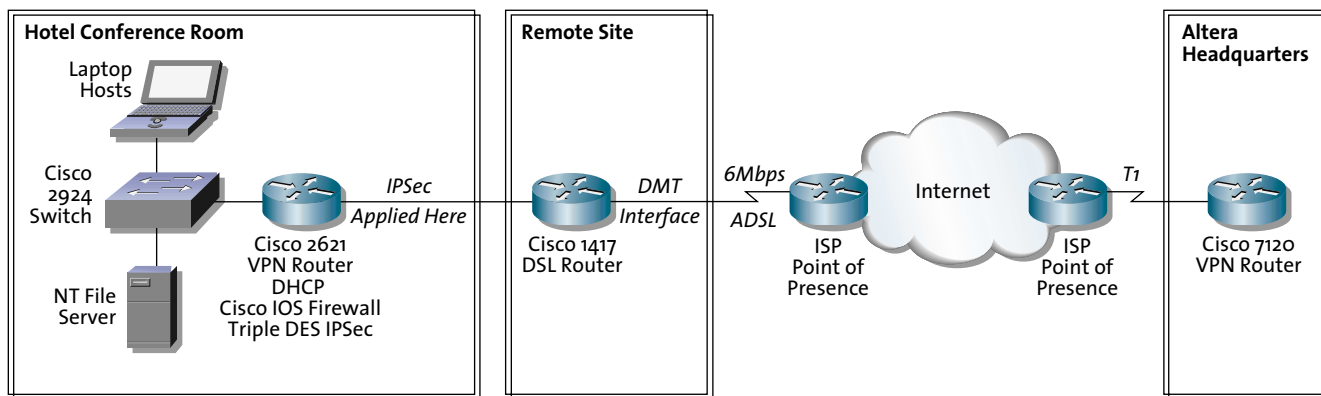 Hotel Conference Room
Laptop
Hosts
Cisco
2924
Switch
NT File
Server
Cisco 2621
VPN Router
DHCP
Cisco IOS Firewall
Triple DES IPSec
IPSec
Applied Here
Remote Site
Cisco 1417
DSL Router
DMT
Interface
6Mbps
ADSL
ISP
Point of
Presence
Internet
ISP
Point of
Presence
T1
Altera
Headquarters
Cisco 7120
VPN Router